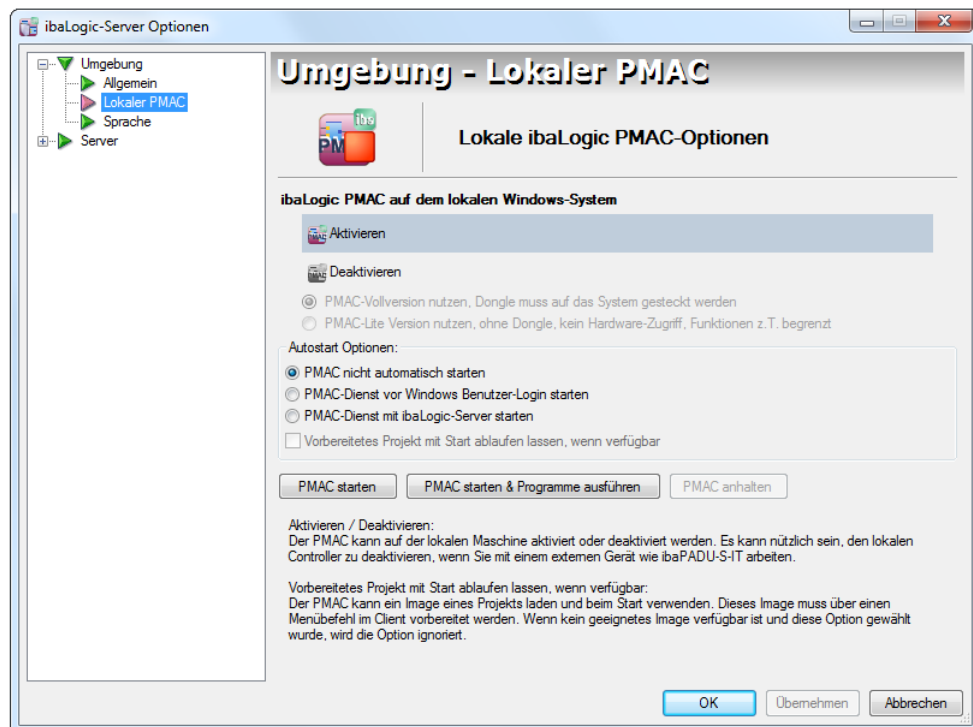 ibaLogic-Server Optionen
Umgebung
Allgemein
Lokaler PMAC
Sprache
Server
Umgebung - Lokaler PMAC
iba
PM
Lokale ibaLogic PMAC-Optionen
ibaLogic PMAC auf dem lokalen Windows-System
Aktivieren
Deaktivieren
PMAC-Vollversion nutzen, Dongle muss auf das System gesteckt werden
PMAC-Lite Version nutzen, ohne Dongle, kein Hardware-Zugriff, Funktionen z.T. begrenzt
Autostart Optionen:
PMAC nicht automatisch starten
PMAC-Dienst vor Windows Benutzer-Login starten
PMAC-Dienst mit ibaLogic-Server starten
Vorbereitetes Projekt mit Start ablaufen lassen, wenn verfügbar
PMAC starten
PMAC starten & Programme ausführen
PMAC anhalten
Aktivieren / Deaktivieren:
Der PMAC kann auf der lokalen Maschine aktiviert oder deaktiviert werden. Es kann nützlich sein, den lokalen
Controller zu deaktivieren, wenn Sie mit einem externen Gerät wie ibaPADU-S-IT arbeiten.
Vorbereitetes Projekt mit Start ablaufen lassen, wenn verfügbar:
Der PMAC kann ein Image eines Projekts laden und beim Start verwenden. Dieses Image muss über einen
Menübefehl im Client vorbereitet werden. Wenn kein geeignetes Image verfügbar ist und diese Option gewählt
wurde, wird die Option ignoriert.
OK
Übernehmen
Abbrechen